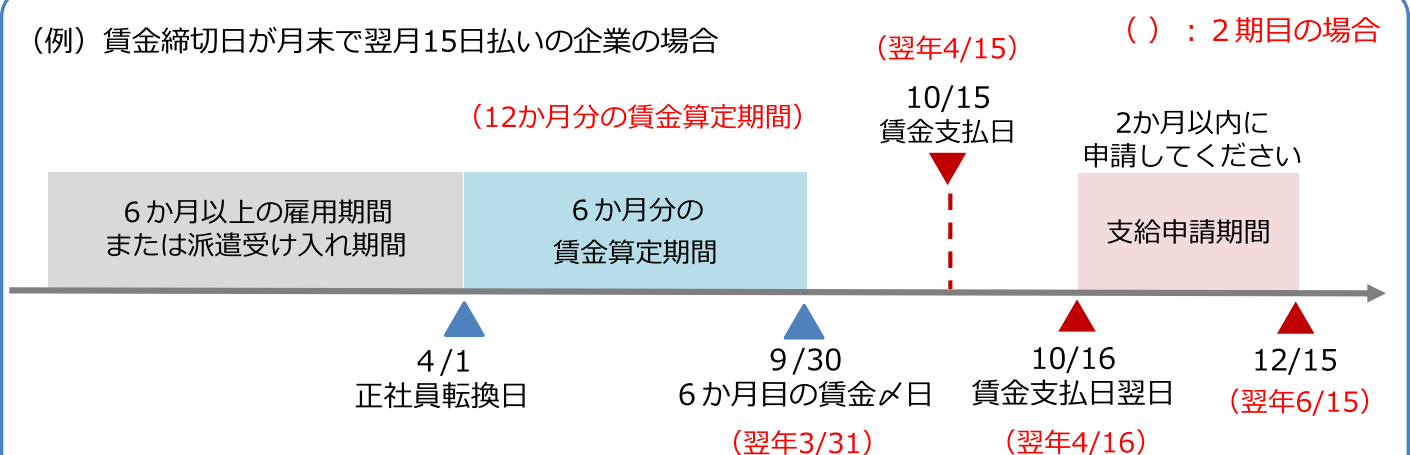 （例）賃金締切日が月末で翌月15日払いの企業の場合
（ ）：２期目の場合
（翌年4/15）
10/15
賃金支払日
（12か月分の賃金算定期間）
2か月以内に
申請してください
６か月以上の雇用期間
または派遣受け入れ期間
６か月分の
賃金算定期間
支給申請期間
４/1
正社員転換日
９/30
６か月目の賃金〆日
（翌年3/31）
10/16
賃金支払日翌日
（翌年4/16）
12/15
（翌年6/15）